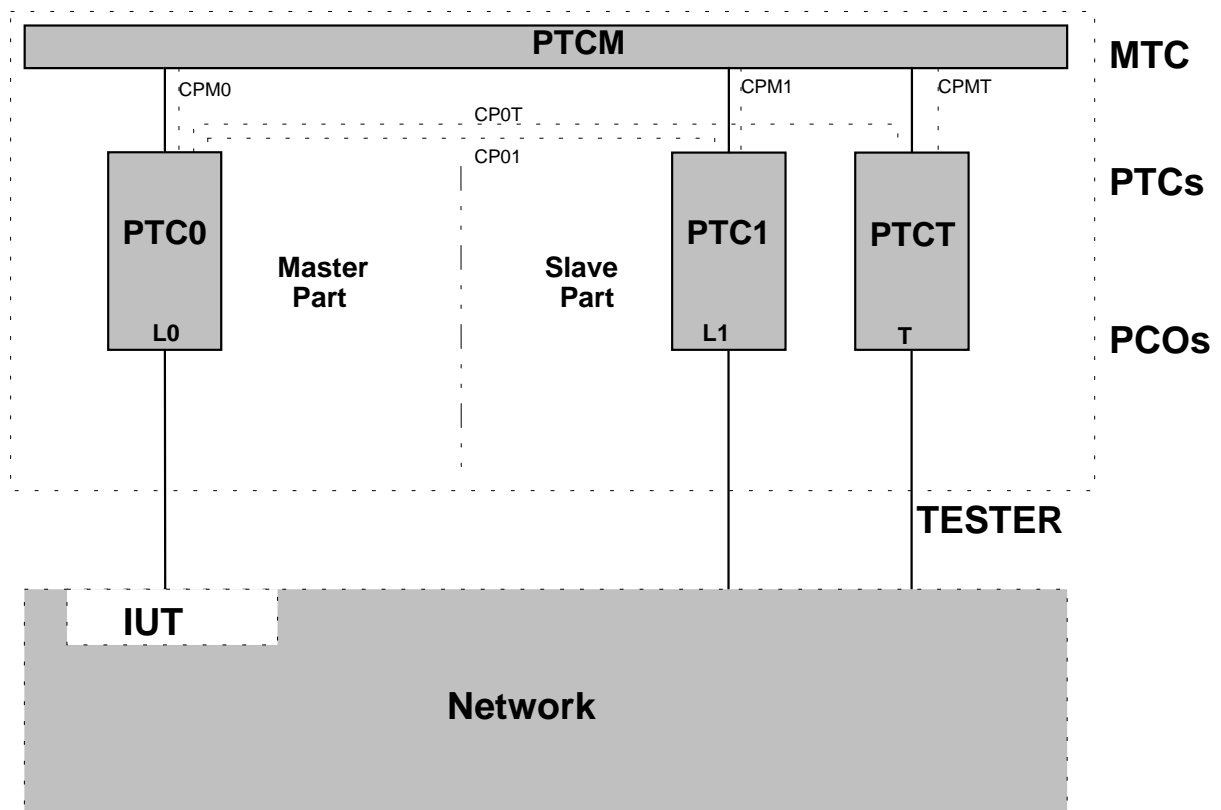 PTCM
MTC
CPM0
CPM1
CPMT
CP0T
CP01
PTCs
PTC0
PTC1
PTCT
Master
Part
Slave
Part
L0
L1
T
PCOs
TESTER
IUT
Network